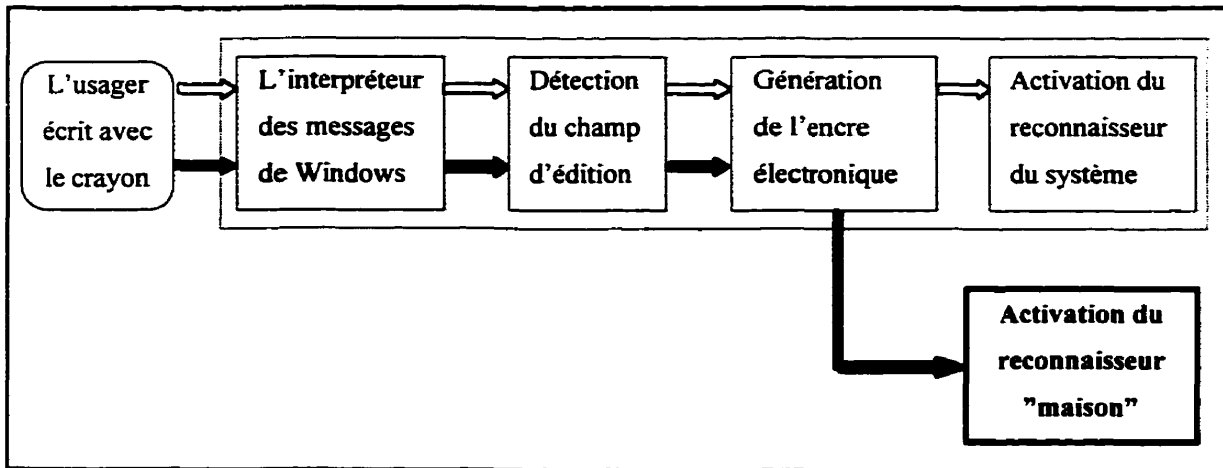 L'usager
écrit avec
le crayon
L'interpréteur
des messages
de Windows
Détection
du champ
d'édition
Génération
de l'encre
électronique
Activation du
reconnaisseur
du système
Activation du
reconnaisseur
”maison”